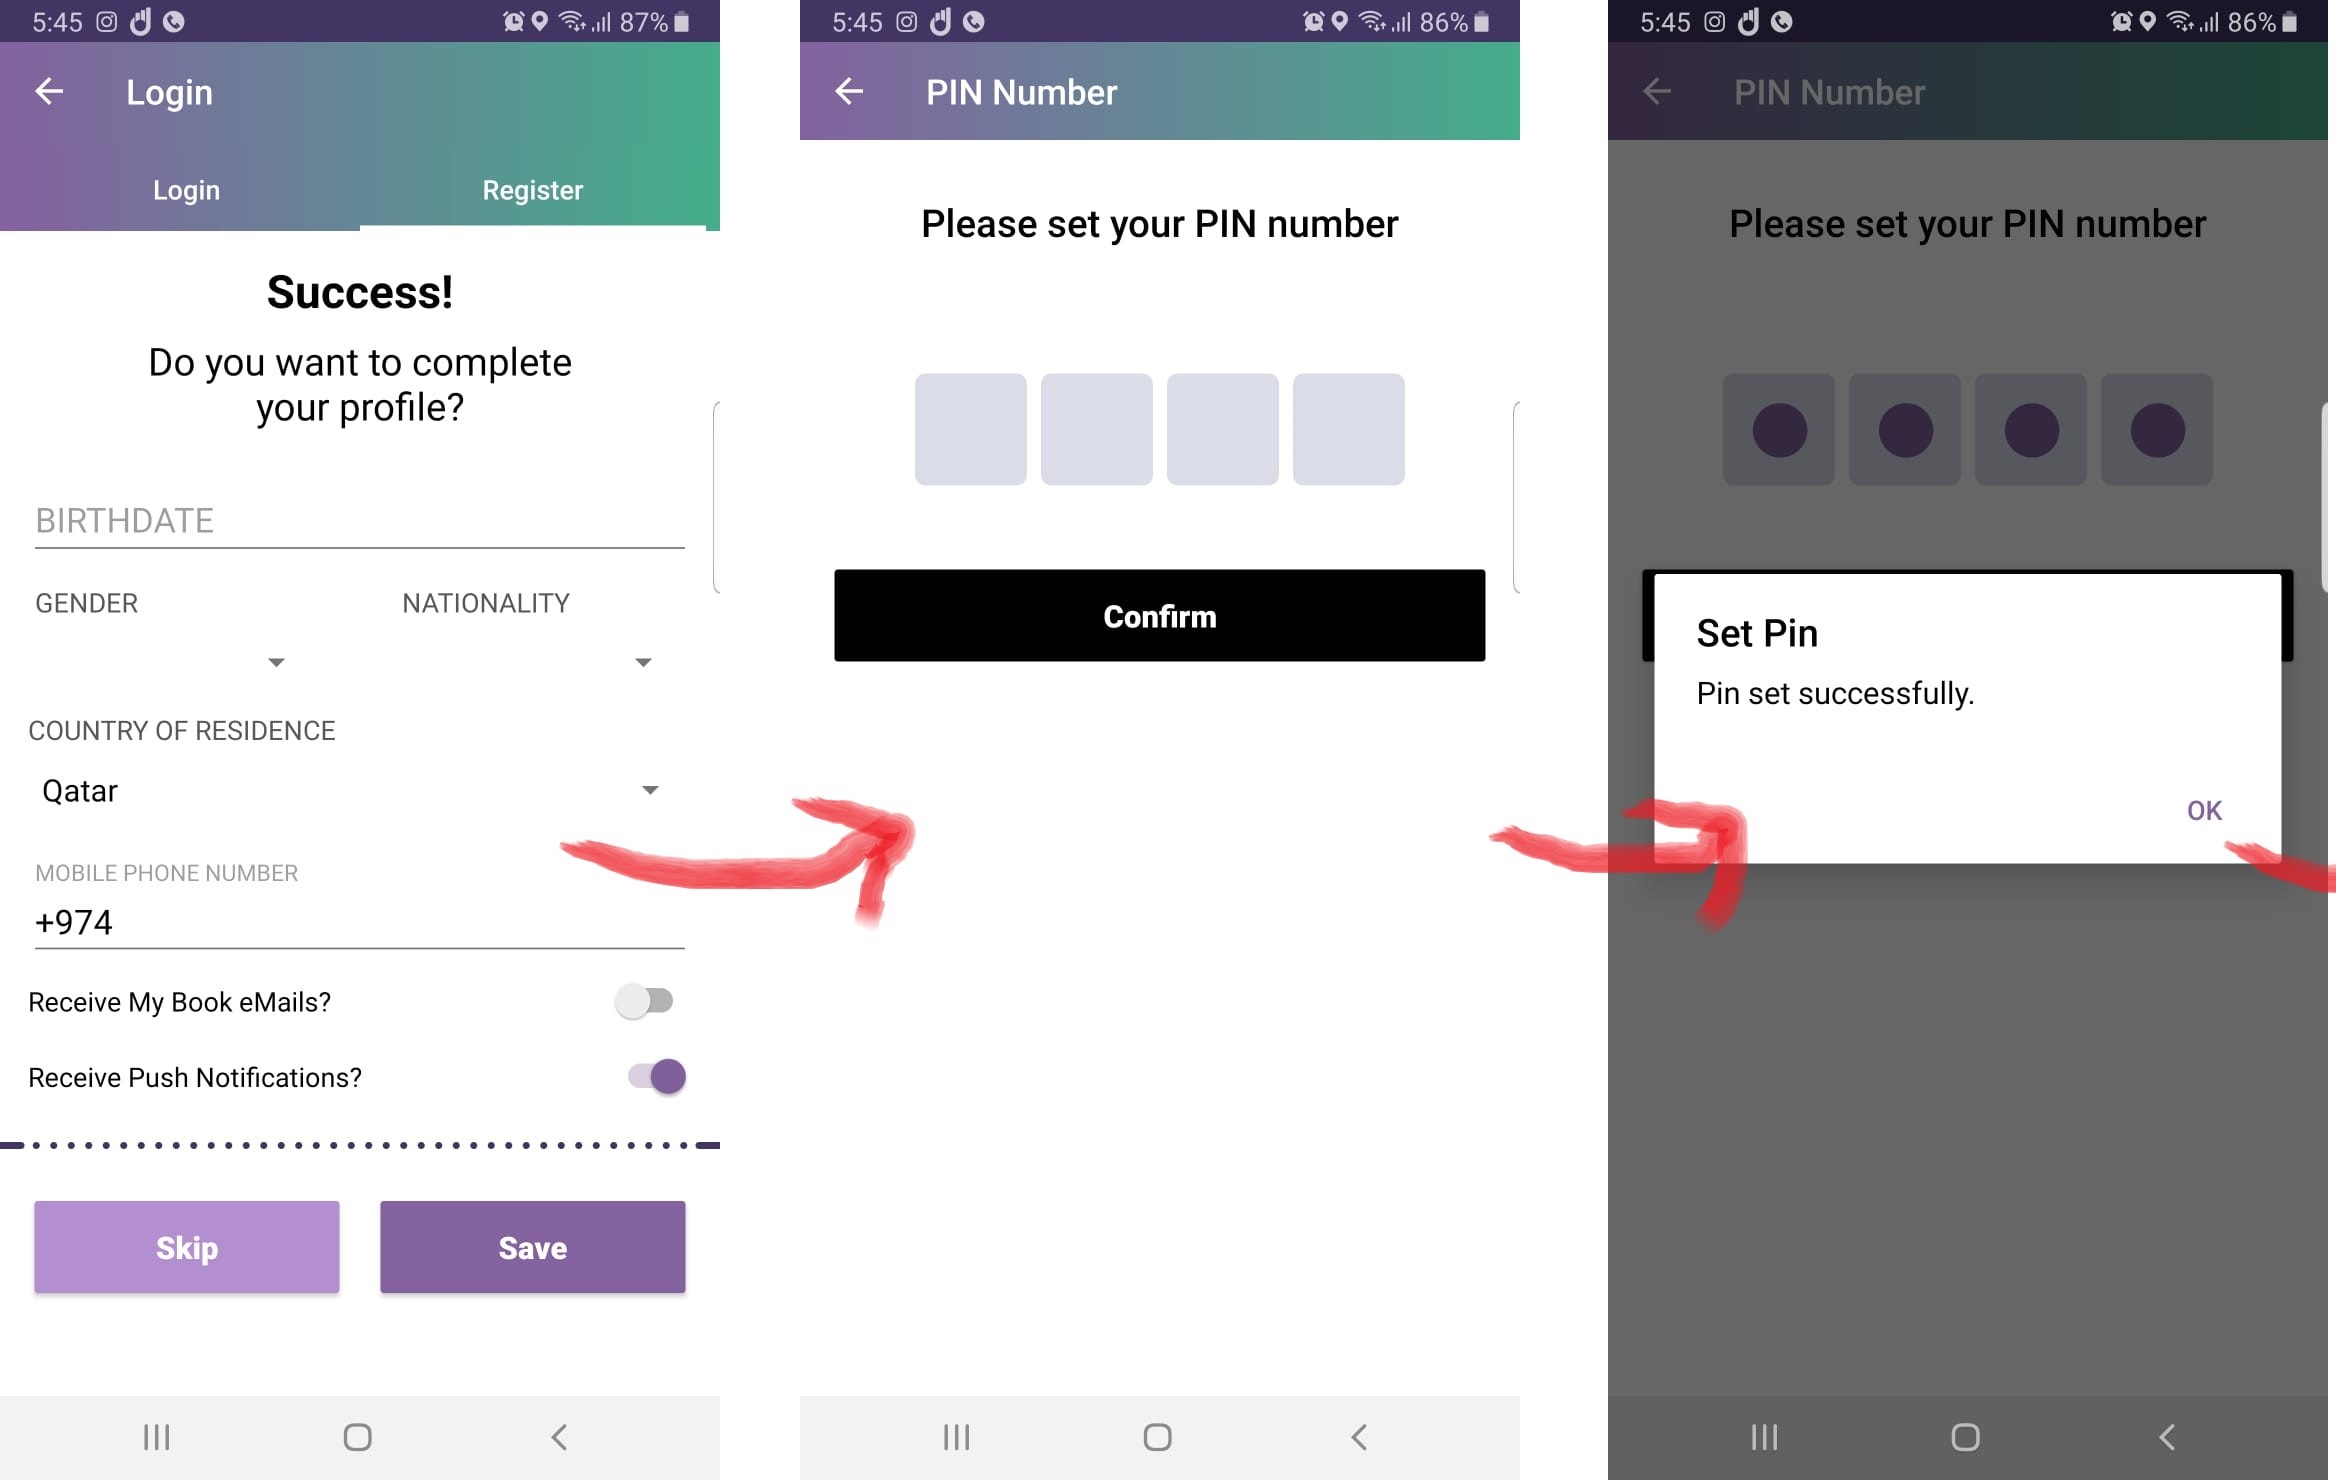 5:45
87%
Login
Login
Register
Success!
Do you want to complete
your profile?
BIRTHDATE
GENDER
NATIONALITY
COUNTRY OF RESIDENCE
Qatar
MOBILE PHONE NUMBER
+974
Receive My Book eMails?
Receive Push Notifications?
Skip
Save
5:45
86%
PIN Number
Please set your PIN number
Confirm
5:45
86%
PIN Number
Please set your PIN number
Set Pin
Pin set successfully.
OK